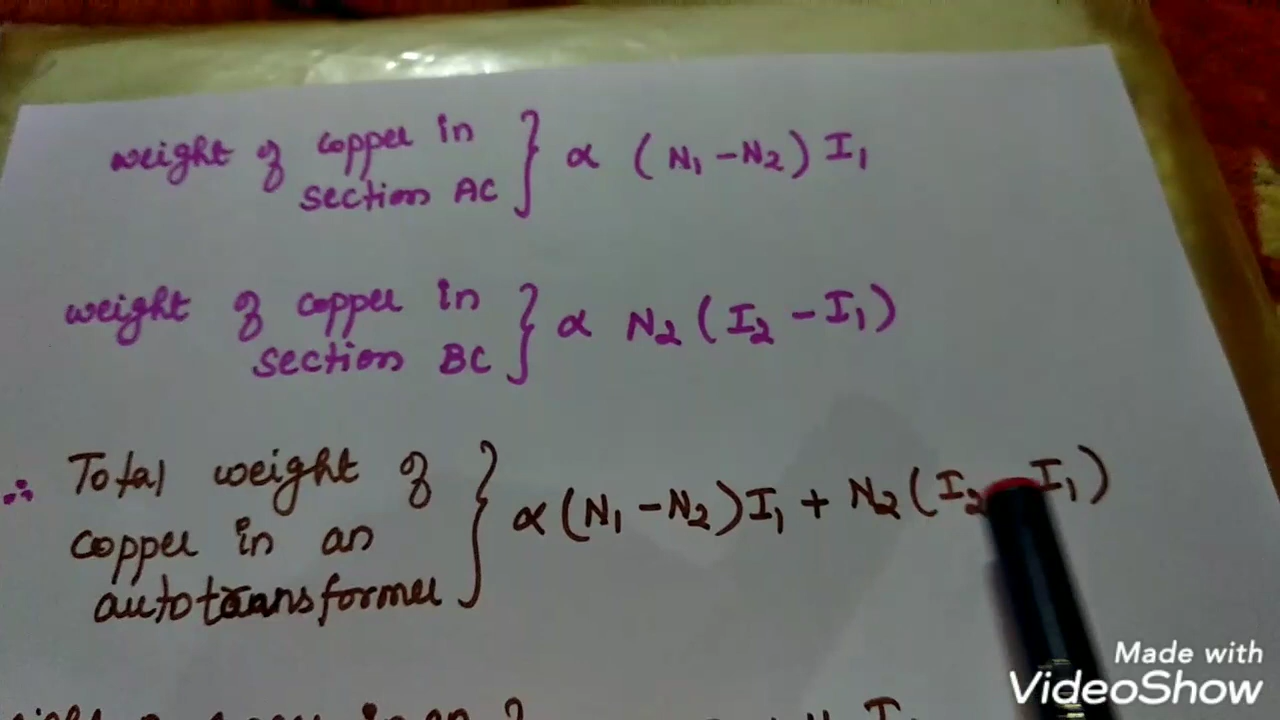 weight of copper in
section AC } α (N₁ - N₂) I₁
weight of copper in
section BC } α N₂ (I₂ - I₁)
∴ Total weight of
copper in an } α (N₁ - N₂) I₁ + N₂ (I₂ - I₁)
autotransformer
Made with
VideoShow